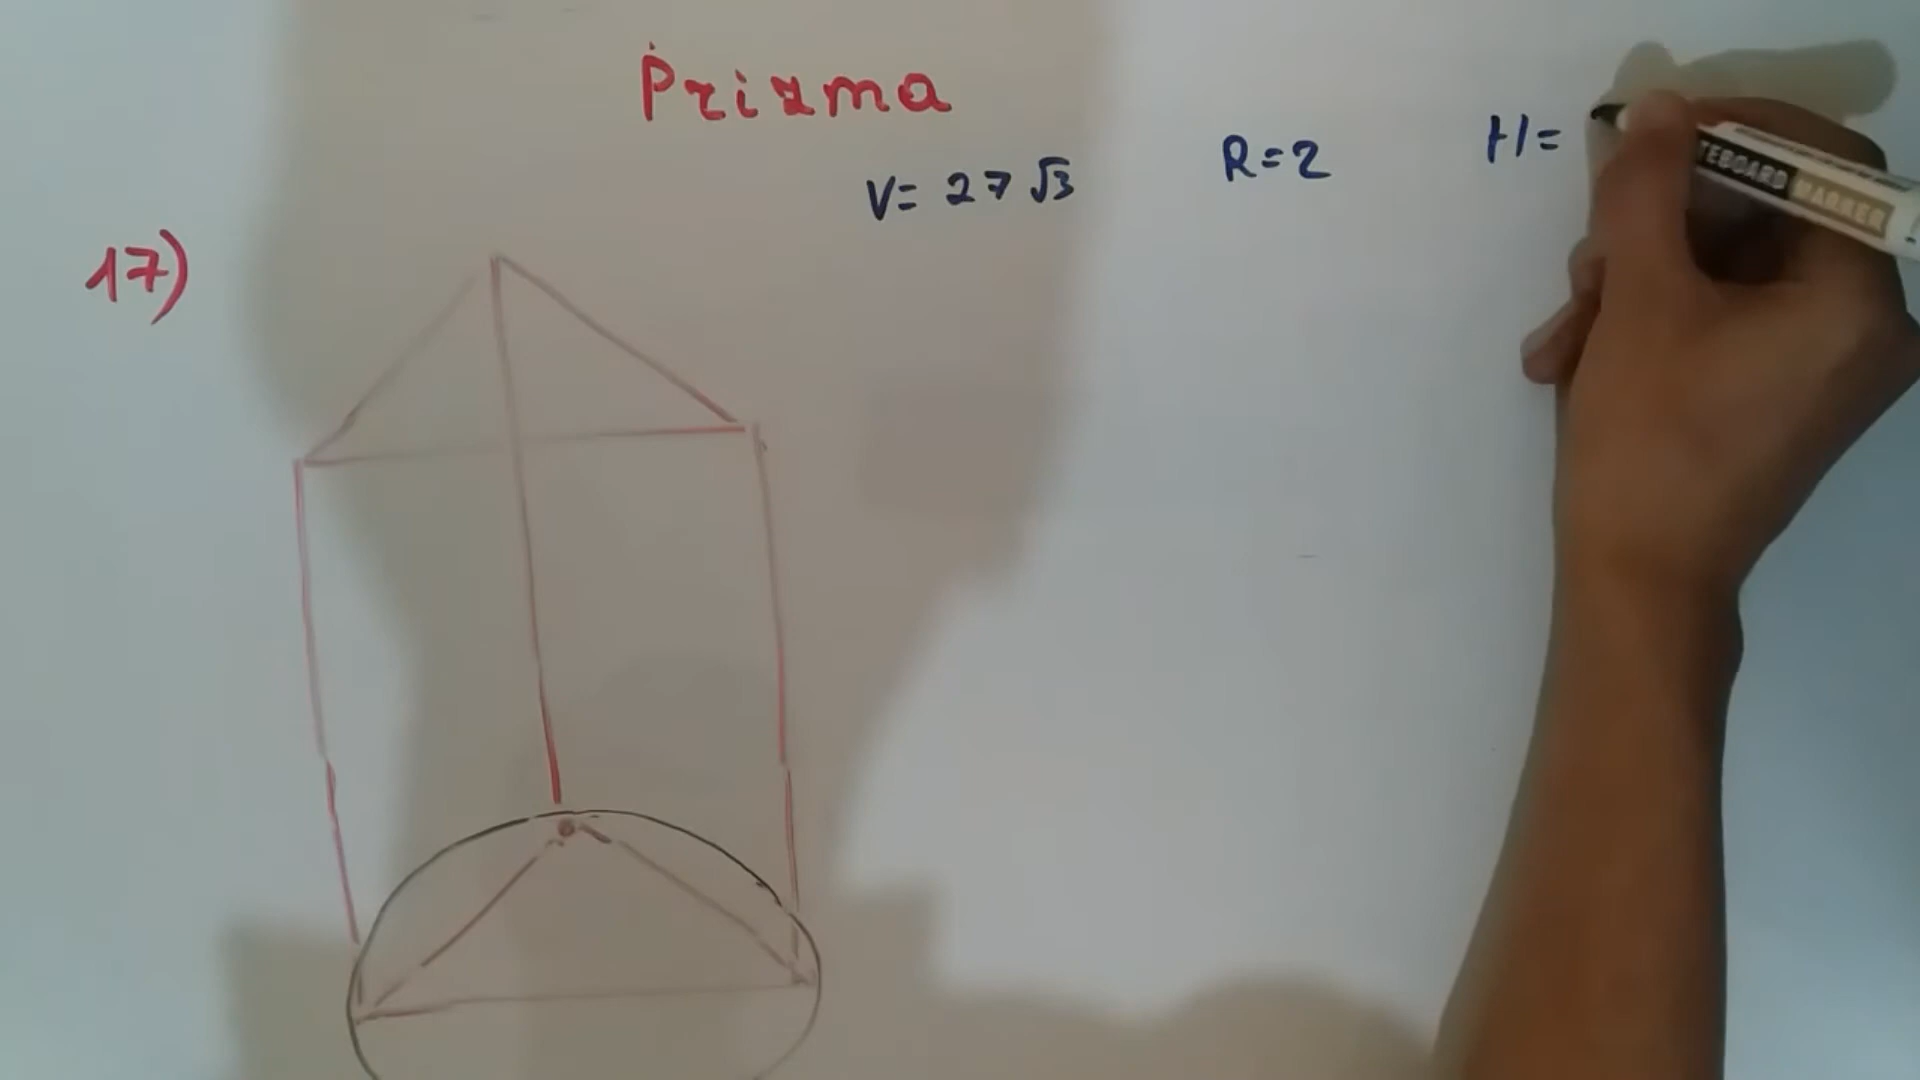 Prizma
V= 27√3
R=2
H=
TEBOARD MARKER
17)